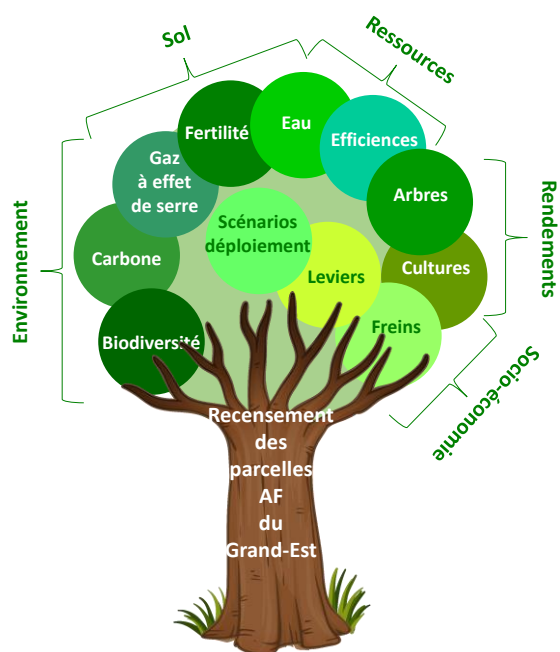 Sol
Ressources
Environnement
Rendements
Socio-économie
Eau
Fertilité
Efficiences
Gaz
à effet
de serre
Arbres
Scénarios
déploiement
Carbone
Cultures
Leviers
Biodiversité
Freins
Recensement
des
parcelles
AF
du
Grand-Est